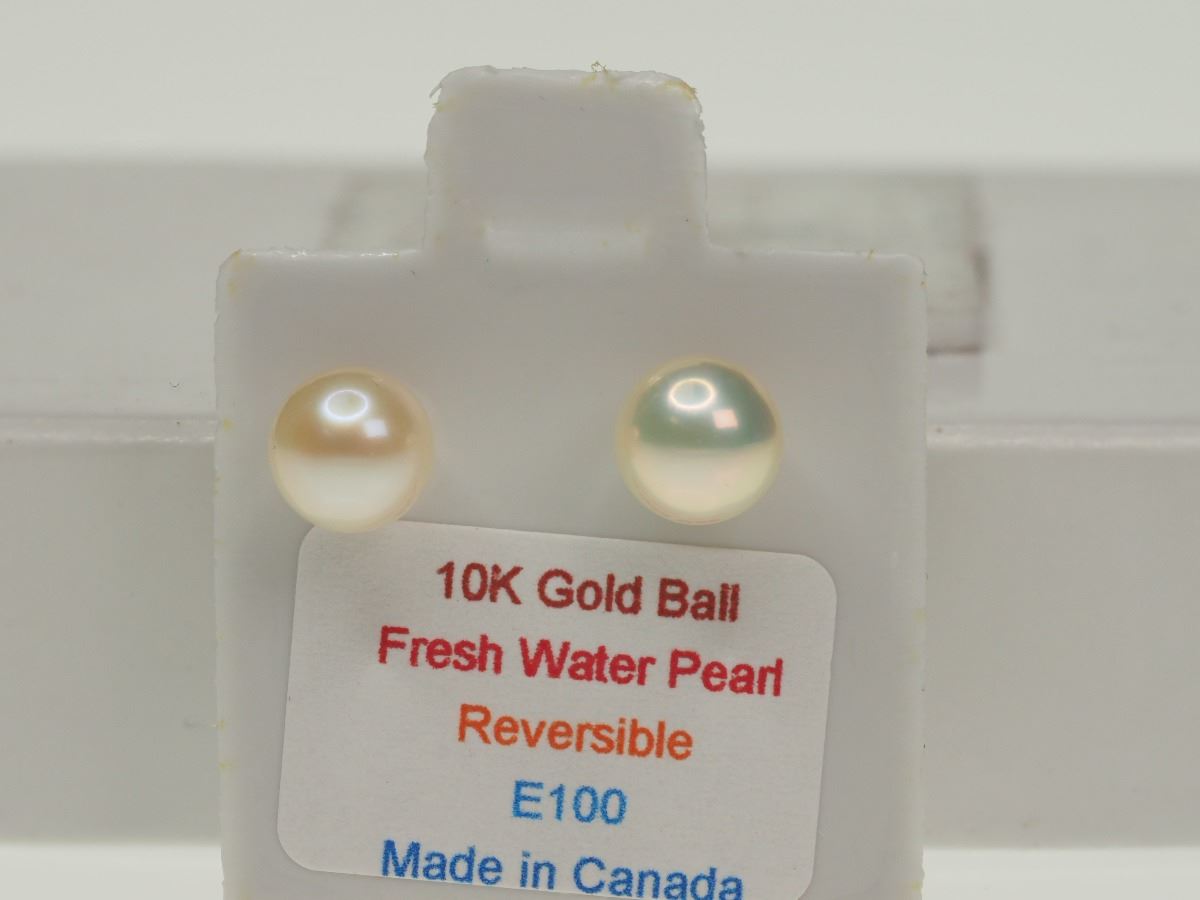 10K Gold Ball
Fresh Water Pearl
Reversible
E100
Made in Canada